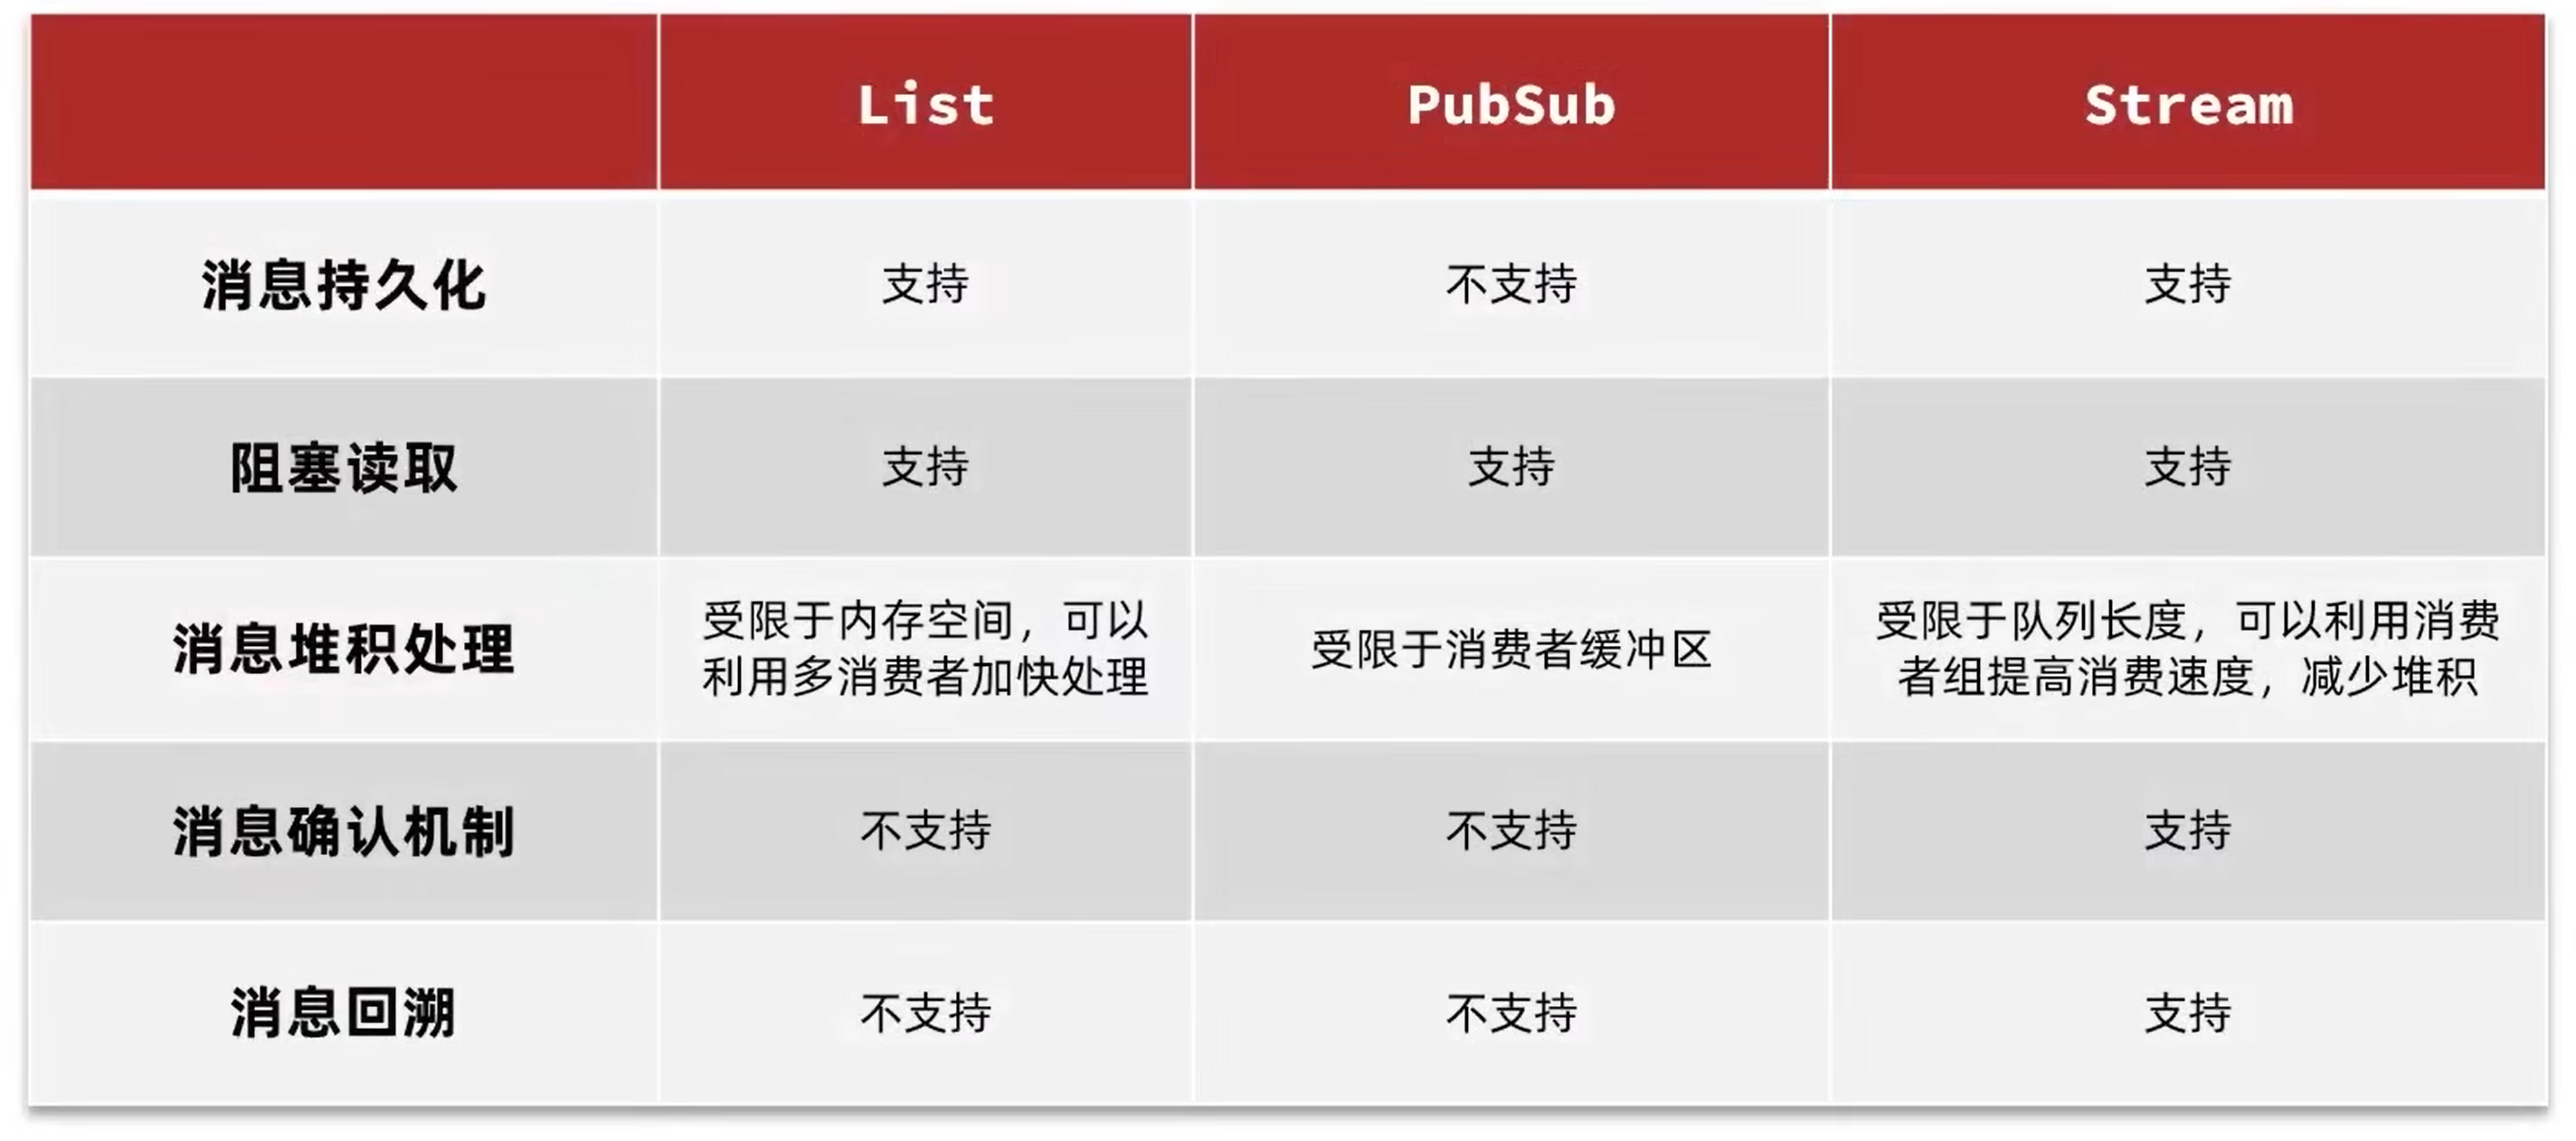 List PubSub Stream
消息持久化 支持 不支持 支持
阻塞读取 支持 支持 支持
消息堆积处理 受限于内存空间，可以 受限于消费者缓冲区 受限于队列长度，可以利用消费
利用多消费者加快处理 者组提高消费速度，减少堆积
消息确认机制 不支持 不支持 支持
消息回溯 不支持 不支持 支持